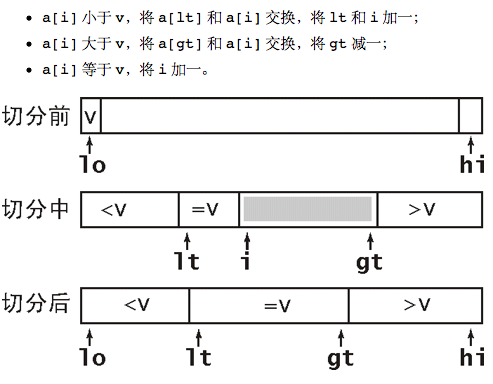 • a[i] 小于 v，将 a[lt] 和 a[i] 交换，将 lt 和 i 加一；
• a[i] 大于 v，将 a[gt] 和 a[i] 交换，将 gt 减一；
• a[i] 等于 v，将 i 加一。
切分前 v
lo hi
切分中 <v =v >v
lt i gt
切分后 <v =v >v
lo lt gt hi